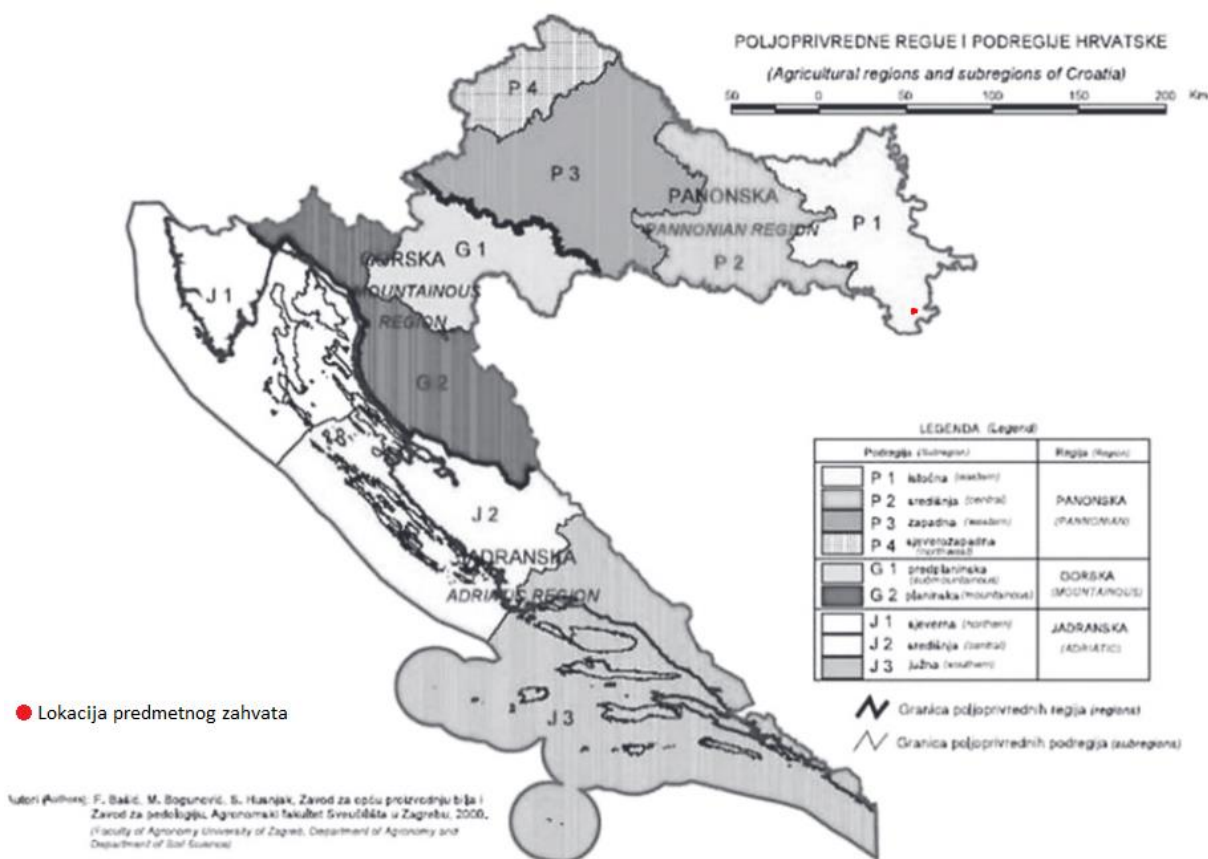 POLJOPRIVREDNE REGIJE I PODREGIJE HRVATSKE
(Agricultural regions and subregions of Croatia)
50 0 50 100 150 200 Km
P 4
P 3
PANONSKA
PANNONIAN REGION
P 1
P 2
GORSKA
G 1
MOUNTAINOUS
REGION
J 1
G 2
J 2
JADRANSKA
ADRIATIC REGION
J 3
LEGENDA (Legend)
Podregija (Subregion) Regija (Region)
P 1 istočna (eastern)
P 2 središnja (central)
P 3 zapadna (western)
P 4 sjeverozapadna
(northwest)
PANONSKA
(PANNONIAN)
G 1 predplaninska
(submountainous)
G 2 planinska (mountainous)
GORSKA
(MOUNTAINOUS)
J 1 sjeverna (northern)
J 2 središnja (central)
J 3 južna (southern)
JADRANSKA
(ADRIATIC)
Granica poljoprivrednih regija (regions)
Granica poljoprivrednih podregija (subregions)
Lokacija predmetnog zahvata
Autori (Authors): F. Bašić, M. Bogunović, S. Husnjak, Zavod za opću proizvodnju bilja i
Zavod za pedologiju, Agronomski fakultet Sveučilišta u Zagrebu, 2000.
(Faculty of Agronomy University of Zagreb, Department of Agronomy and
Department of Soil Science)